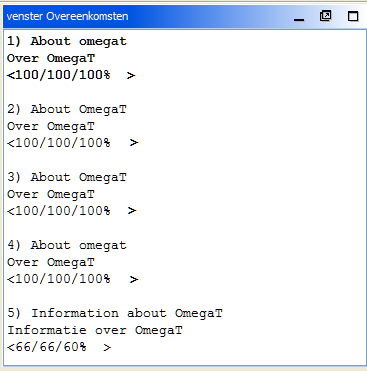 venster Overeenkomsten
1) About omegat
Over OmegaT
<100/100/100%  >
2) About OmegaT
Over OmegaT
<100/100/100%  >
3) About OmegaT
Over OmegaT
<100/100/100%  >
4) About omegat
Over OmegaT
<100/100/100%  >
5) Information about OmegaT
Informatie over OmegaT
<66/66/60%  >